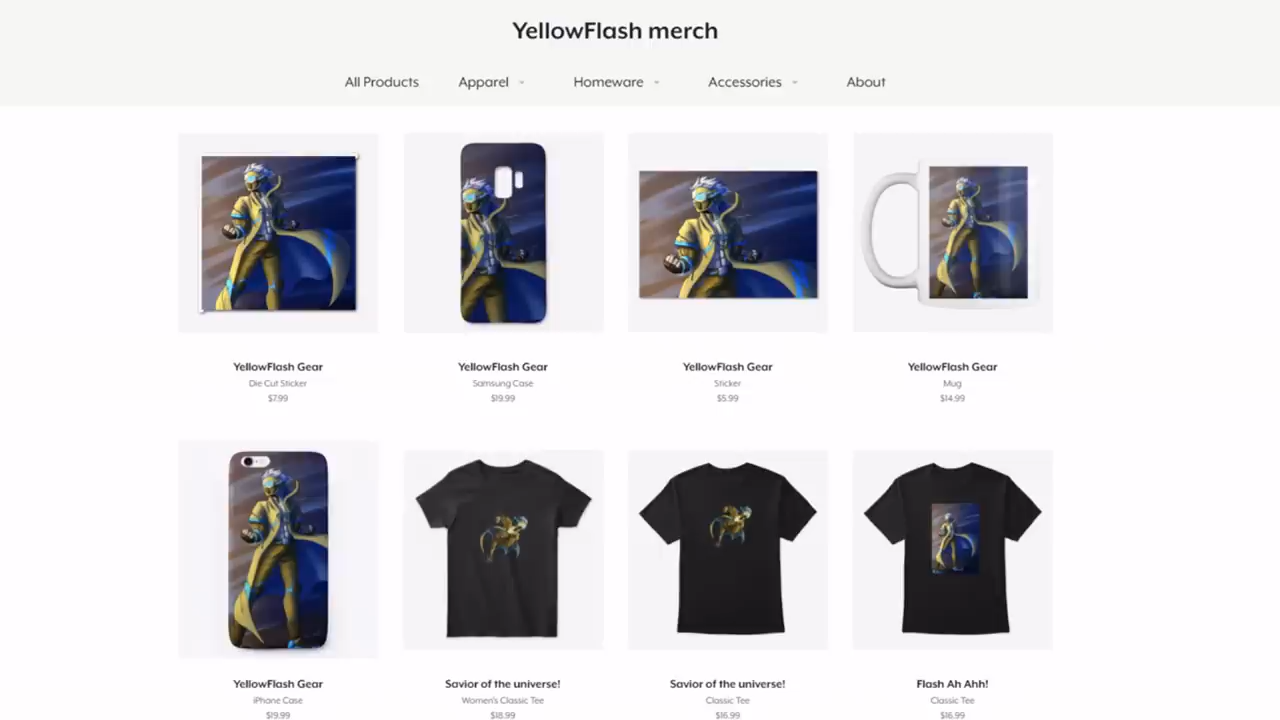 YellowFlash merch
All Products Apparel Homeware Accessories About
YellowFlash Gear
Die Cut Sticker
$7.99
YellowFlash Gear
Samsung Case
$19.99
YellowFlash Gear
Sticker
$5.99
YellowFlash Gear
Mug
$14.99
YellowFlash Gear
iPhone Case
$19.99
Savior of the universe!
Women's Classic Tee
$18.99
Savior of the universe!
Classic Tee
$16.99
Flash Ah Ahh!
Classic Tee
$16.99